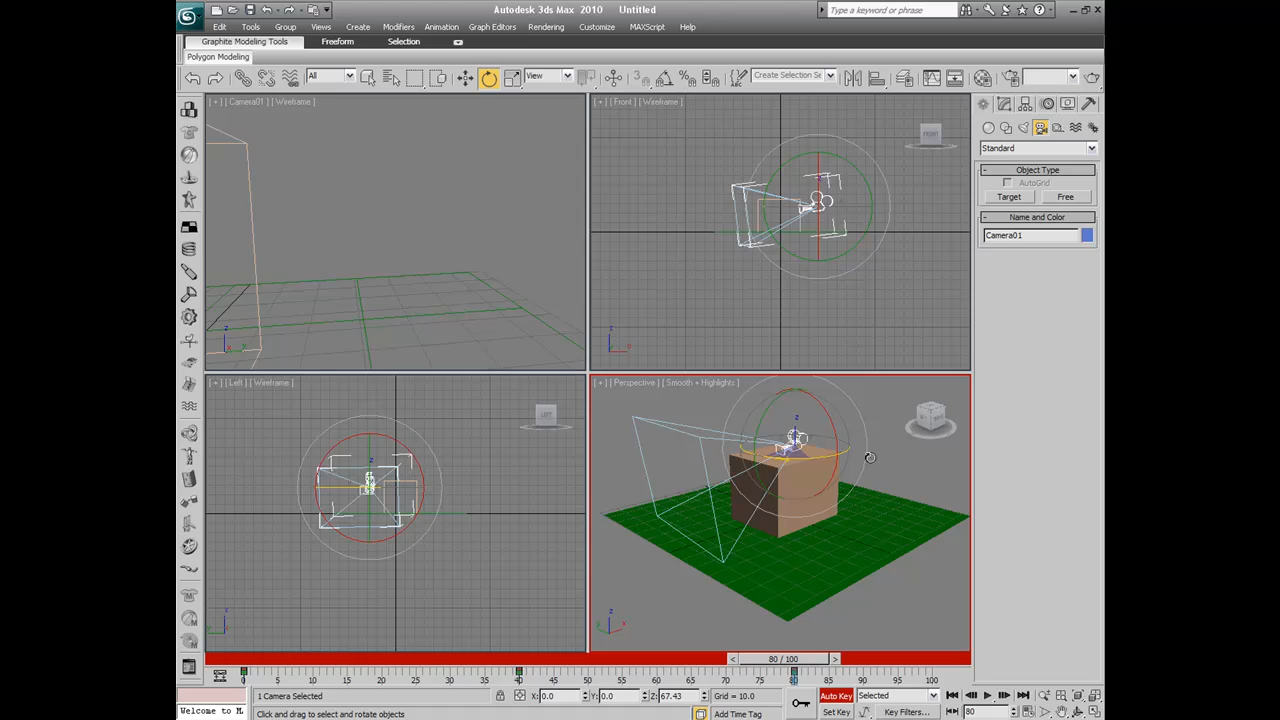 Autodesk 3ds Max 2010 Untitled
Type a keyword or phrase
Edit Tools Group Views Create Modifiers Animation Graph Editors Rendering Customize MAXScript Help
Graphite Modeling Tools Freeform Selection
Polygon Modeling
All View Create Selection Se
[ + ] [ Camera01 ] [ Wireframe ]
[ + ] [ Front ] [ Wireframe ]
FRONT
Standard
- Object Type
AutoGrid
Target Free
- Name and Color
Camera01
[ + ] [ Left ] [ Wireframe ]
LEFT
[ + ] [ Perspective ] [ Smooth + Highlights ]
< 80 / 100 >
0 5 10 15 20 25 30 35 40 45 50 55 60 65 70 75 80 85 90 95 100
1 Camera Selected X: 0.0 Y: 0.0 Z: 67.43 Grid = 10.0 Auto Key Selected
Welcome to M Click and drag to select and rotate objects Add Time Tag Set Key Key Filters... 80